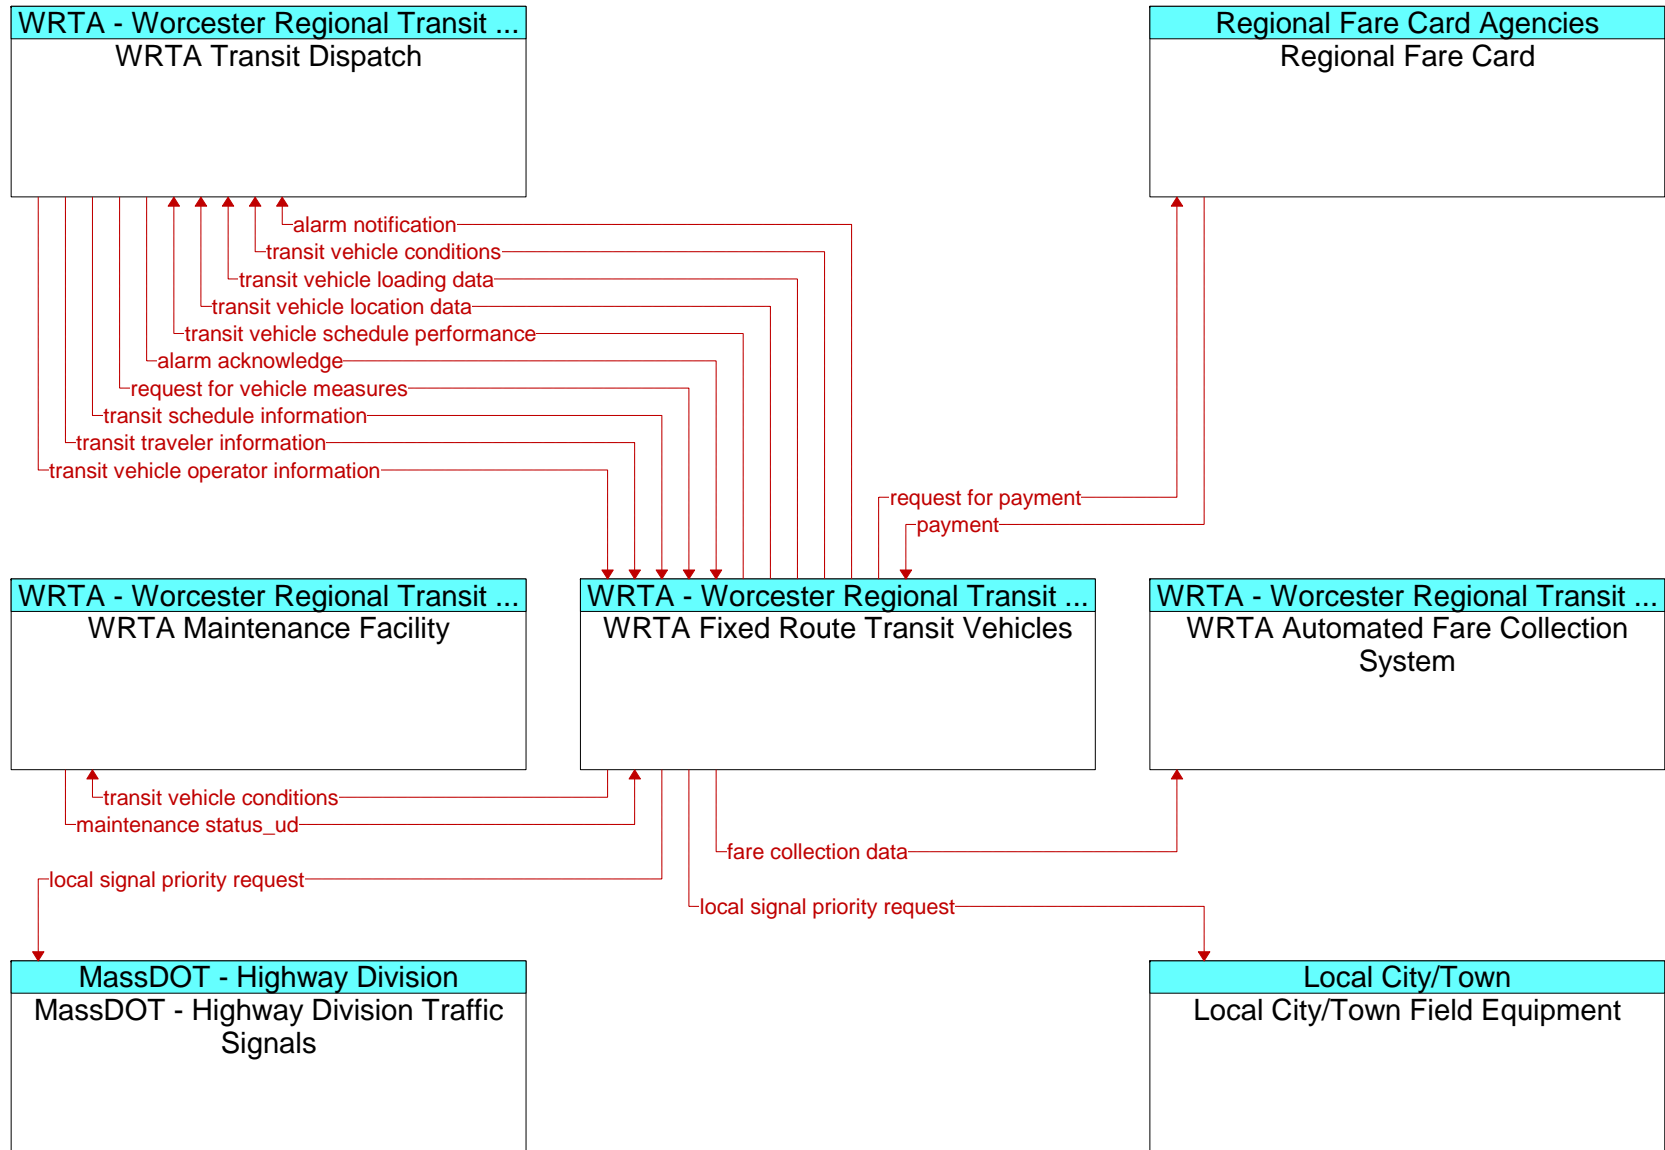 WRTA - Worcester Regional Transit ...
WRTA Transit Dispatch
Regional Fare Card Agencies
Regional Fare Card
alarm notification
transit vehicle conditions
transit vehicle loading data
transit vehicle location data
transit vehicle schedule performance
alarm acknowledge
request for vehicle measures
transit schedule information
transit traveler information
transit vehicle operator information
request for payment
payment
WRTA - Worcester Regional Transit ...
WRTA Maintenance Facility
WRTA - Worcester Regional Transit ...
WRTA Fixed Route Transit Vehicles
WRTA - Worcester Regional Transit ...
WRTA Automated Fare Collection
System
transit vehicle conditions
maintenance status_ud
fare collection data
local signal priority request
local signal priority request
MassDOT - Highway Division
MassDOT - Highway Division Traffic
Signals
Local City/Town
Local City/Town Field Equipment